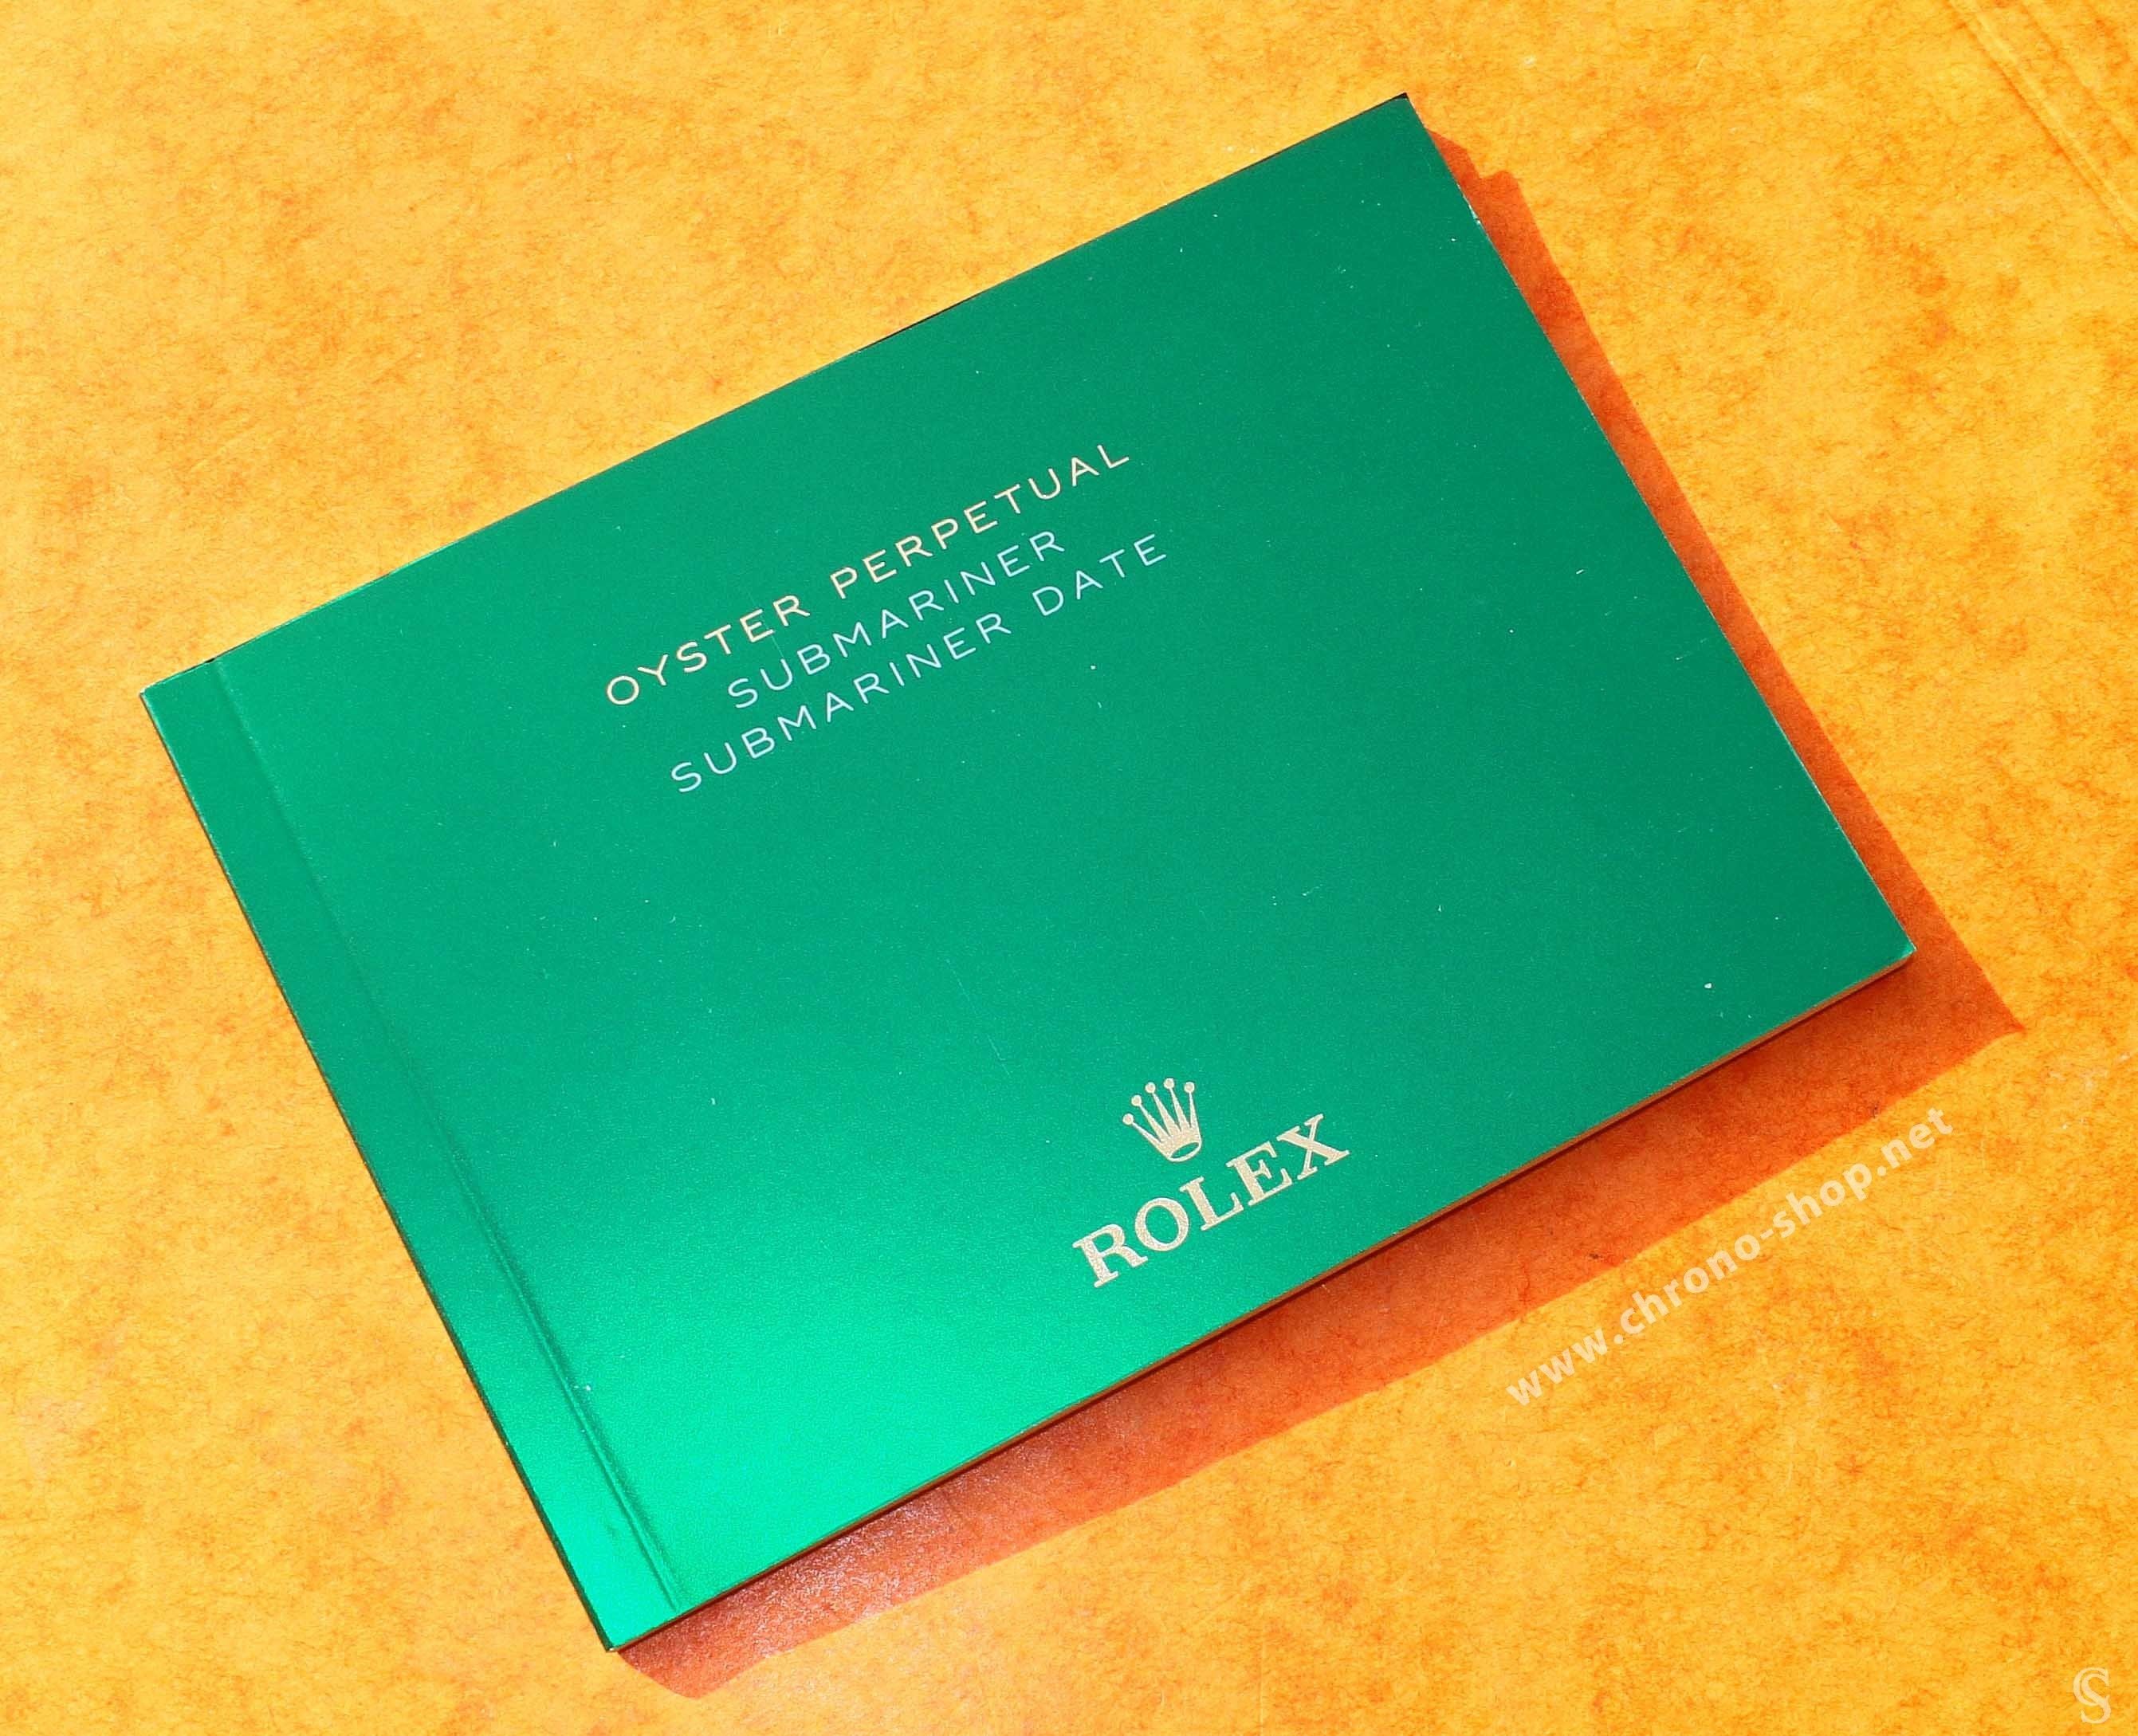 OYSTER PERPETUAL
SUBMARINER
SUBMARINER DATE
ROLEX
www.chrono-shop.net
S